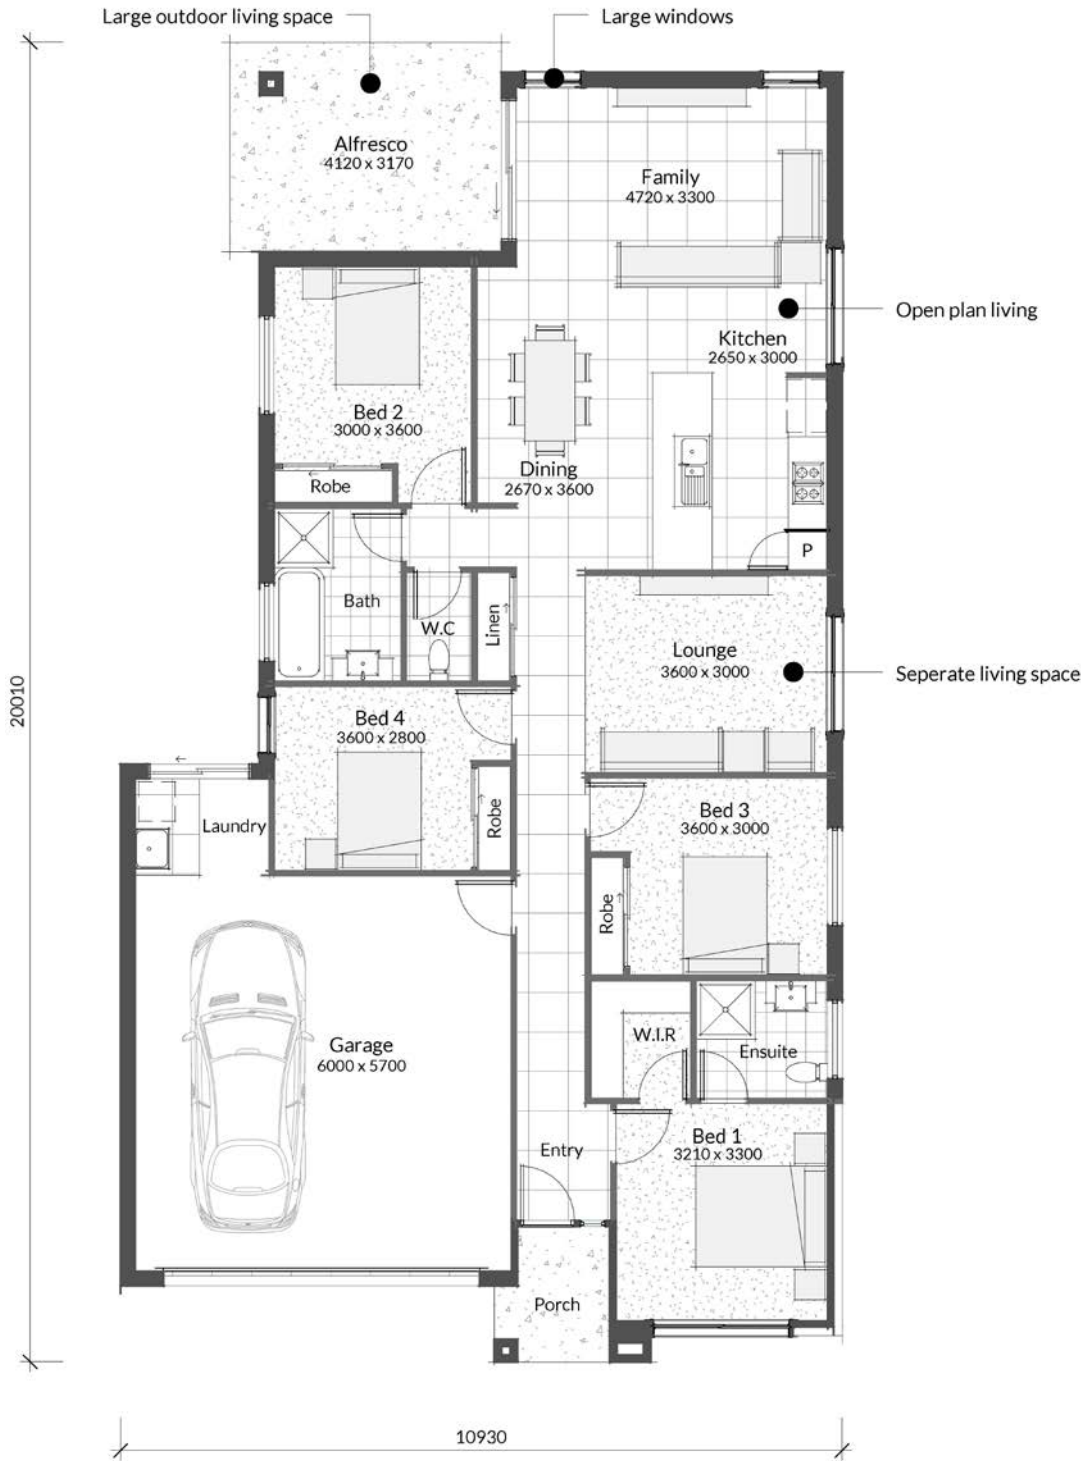 Large outdoor living space
Large windows
Alfresco
4120 x 3170
Family
4720 x 3300
Open plan living
Kitchen
2650 x 3000
Bed 2
3000 x 3600
Dining
2670 x 3600
Robe
P
Bath
W.C
Linen
Lounge
3600 x 3000
Seperate living space
20010
Bed 4
3600 x 2800
Laundry
Robe
Bed 3
3600 x 3000
Robe
Garage
6000 x 5700
W.I.R
Ensuite
Bed 1
3210 x 3300
Entry
Porch
10930